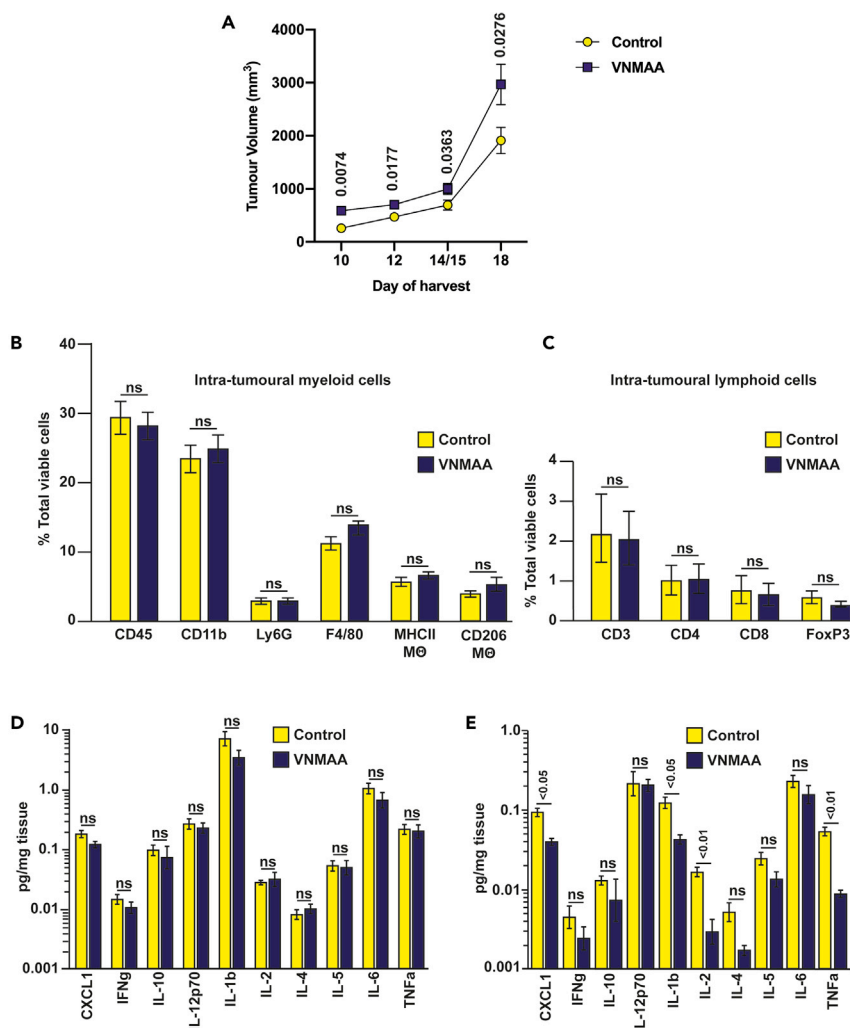 A
Tumour Volume (mm³)
4000
3000
2000
1000
0
0.0074
0.0177
0.0363
0.0276
10 12 14/15 18
Day of harvest
Control
VNMAA
B
% Total viable cells
40
30
20
10
0
Intra-tumoural myeloid cells
Control
VNMAA
ns ns ns ns ns ns
CD45 CD11b Ly6G F4/80 MHCII CD206
MΘ MΘ
C
Intra-tumoural lymphoid cells
Control
VNMAA
% Total viable cells
4
3
2
1
0
ns ns ns ns
CD3 CD4 CD8 FoxP3
D
pg/mg tissue
10
1.0
0.1
0.01
0.001
Control
VNMAA
ns ns ns ns ns ns ns ns ns ns
CXCL1 IFNg IL-10 L-12p70 IL-1b IL-2 IL-4 IL-5 IL-6 TNFa
E
pg/mg tissue
1.0
0.1
0.01
0.001
Control
VNMAA
<0.05 ns ns ns <0.05 <0.01 ns ns ns <0.01
CXCL1 IFNg IL-10 L-12p70 IL-1b IL-2 IL-4 IL-5 IL-6 TNFa